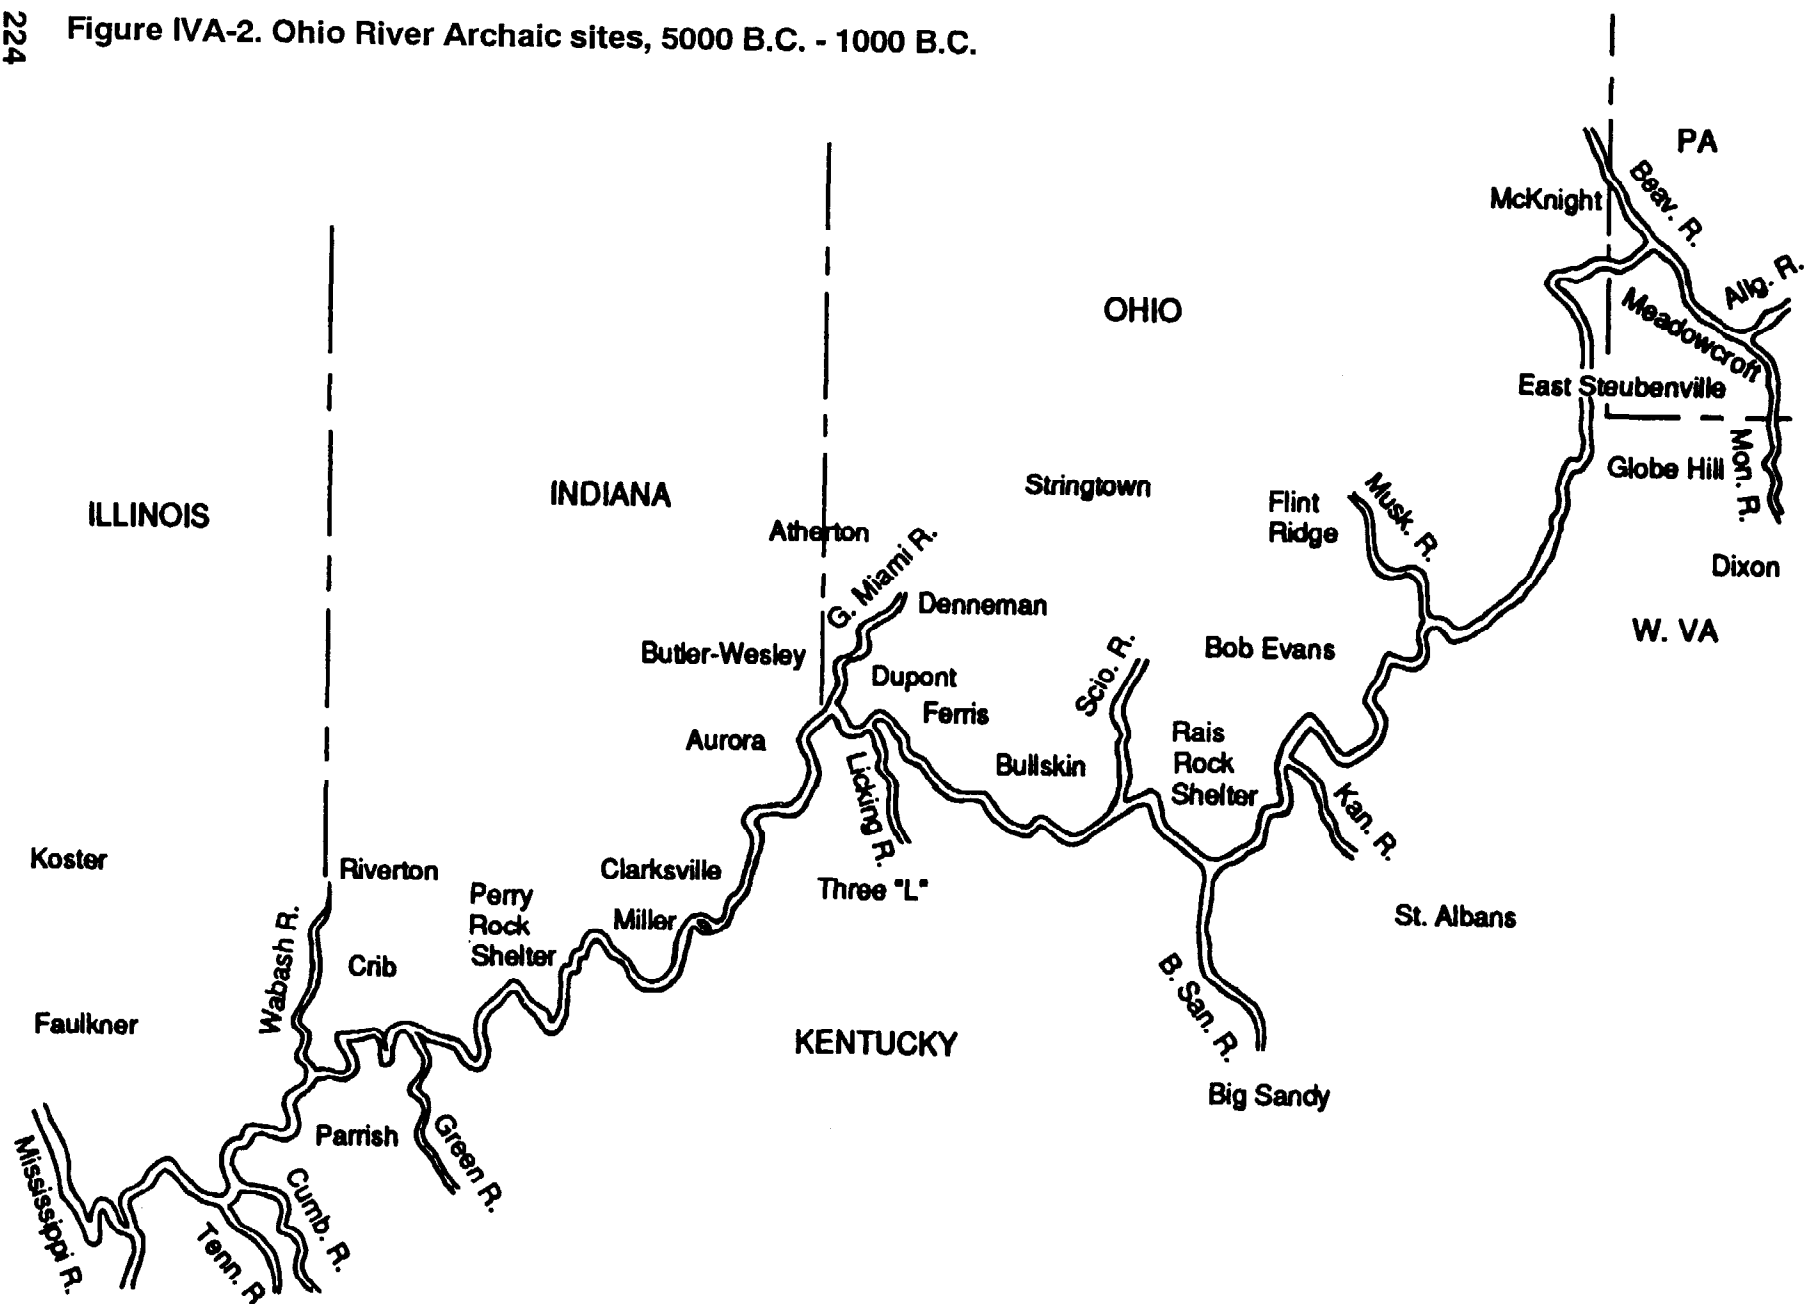 224
Figure IVA-2. Ohio River Archaic sites, 5000 B.C. - 1000 B.C.
PA
McKnight
Beav. R.
Allg. R.
OHIO
Meadowcroft
East Steubenville
Mon. R.
Globe Hill
Stringtown
Flint
Ridge
Musk. R.
INDIANA
ILLINOIS
Atherton
G. Miami R.
Dixon
Denneman
W. VA
Butler-Wesley
Bob Evans
Scio. R.
Dupont
Ferris
Aurora
Rais
Rock
Shelter
Bullskin
Licking R.
Kan. R.
Koster
Riverton
Clarksville
Three "L"
Perry
Rock
Shelter
Miller
St. Albans
Wabash R.
Crib
B. San. R.
Faulkner
KENTUCKY
Big Sandy
Parrish
Green R.
Mississippi R.
Cumb. R.
Tenn. R